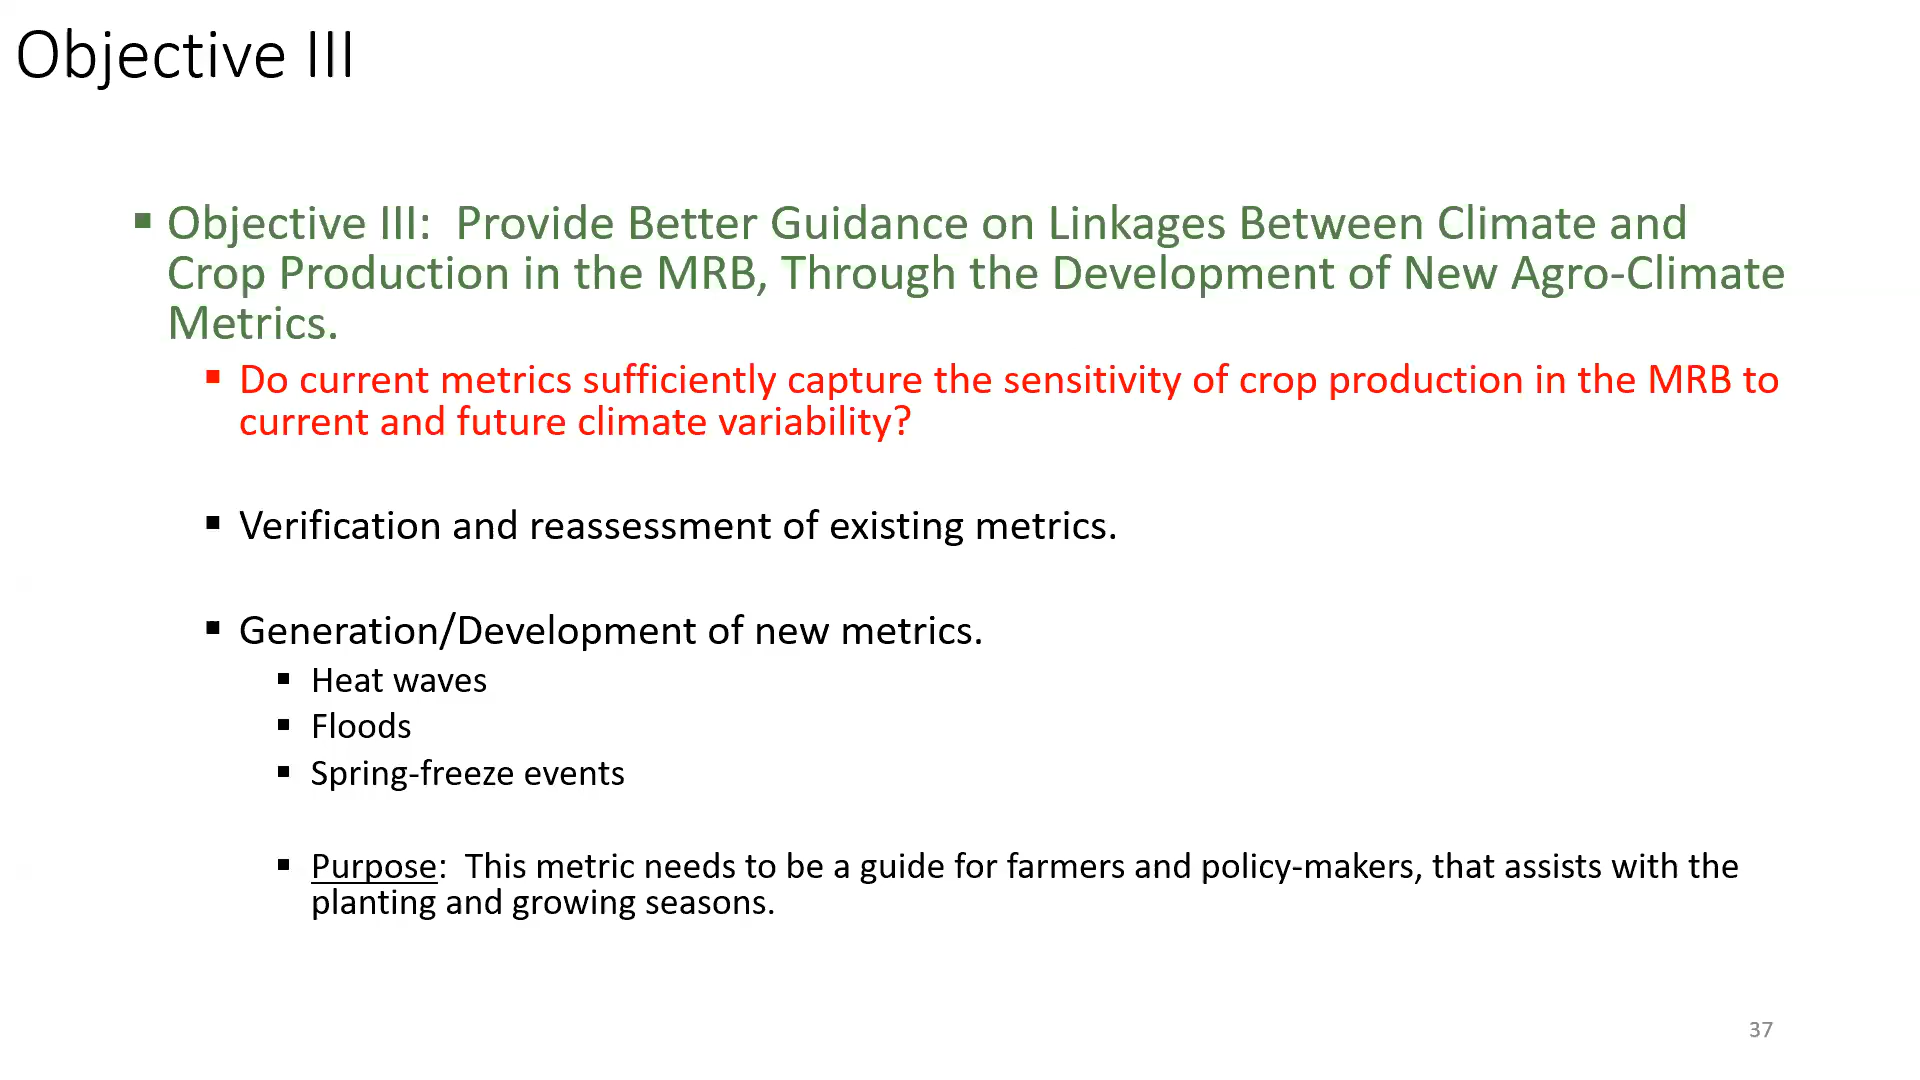 Objective III
▪ Objective III:  Provide Better Guidance on Linkages Between Climate and
Crop Production in the MRB, Through the Development of New Agro-Climate
Metrics.
▪ Do current metrics sufficiently capture the sensitivity of crop production in the MRB to
current and future climate variability?
▪ Verification and reassessment of existing metrics.
▪ Generation/Development of new metrics.
▪ Heat waves
▪ Floods
▪ Spring-freeze events
▪ Purpose:  This metric needs to be a guide for farmers and policy-makers, that assists with the
planting and growing seasons.
37